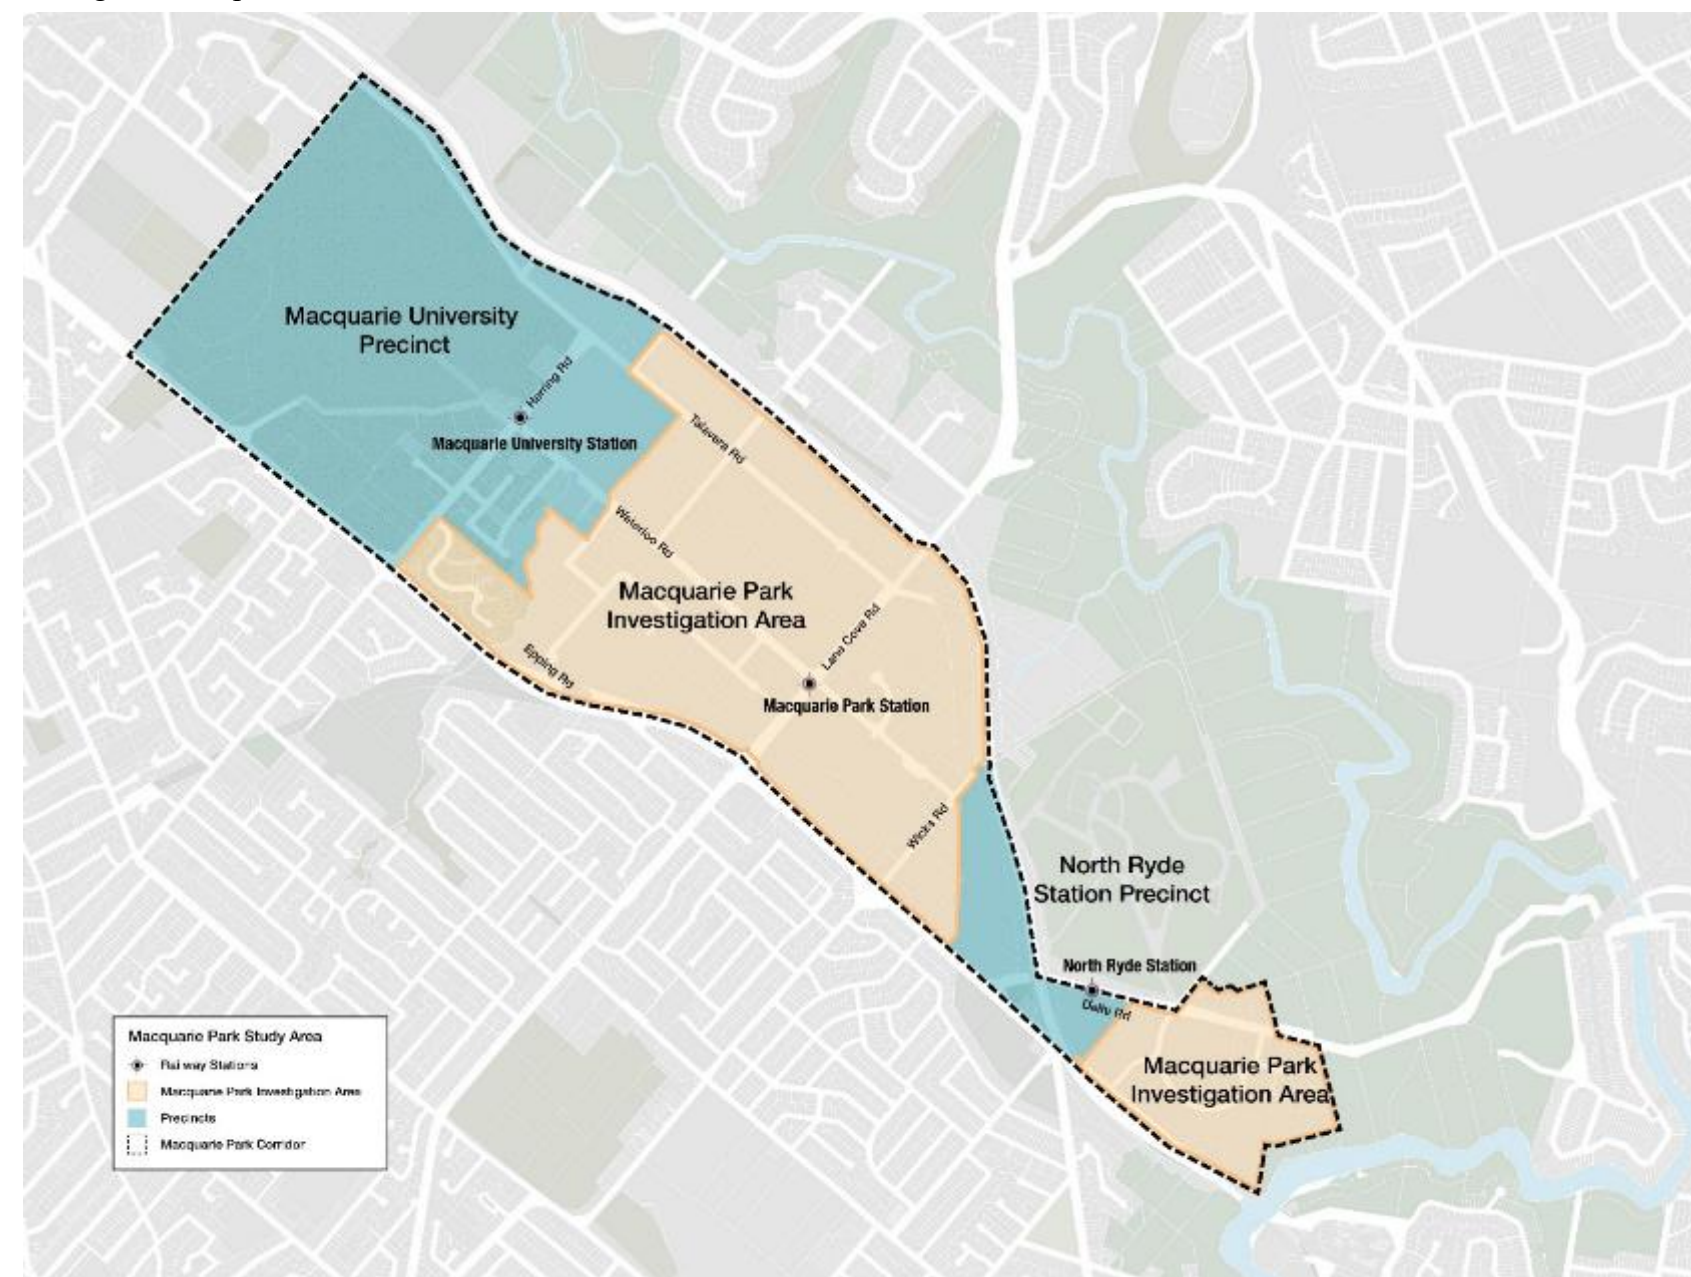 Macquarie University
Precinct
Herring Rd
Macquarie University Station
Talavera Rd
Waterloo Rd
Macquarie Park
Investigation Area
Lane Cove Rd
Epping Rd
Macquarie Park Station
Wicks Rd
North Ryde
Station Precinct
North Ryde Station
Delhi Rd
Macquarie Park
Investigation Area
Macquarie Park Study Area
Railway Stations
Macquarie Park Investigation Area
Precincts
Macquarie Park Corridor